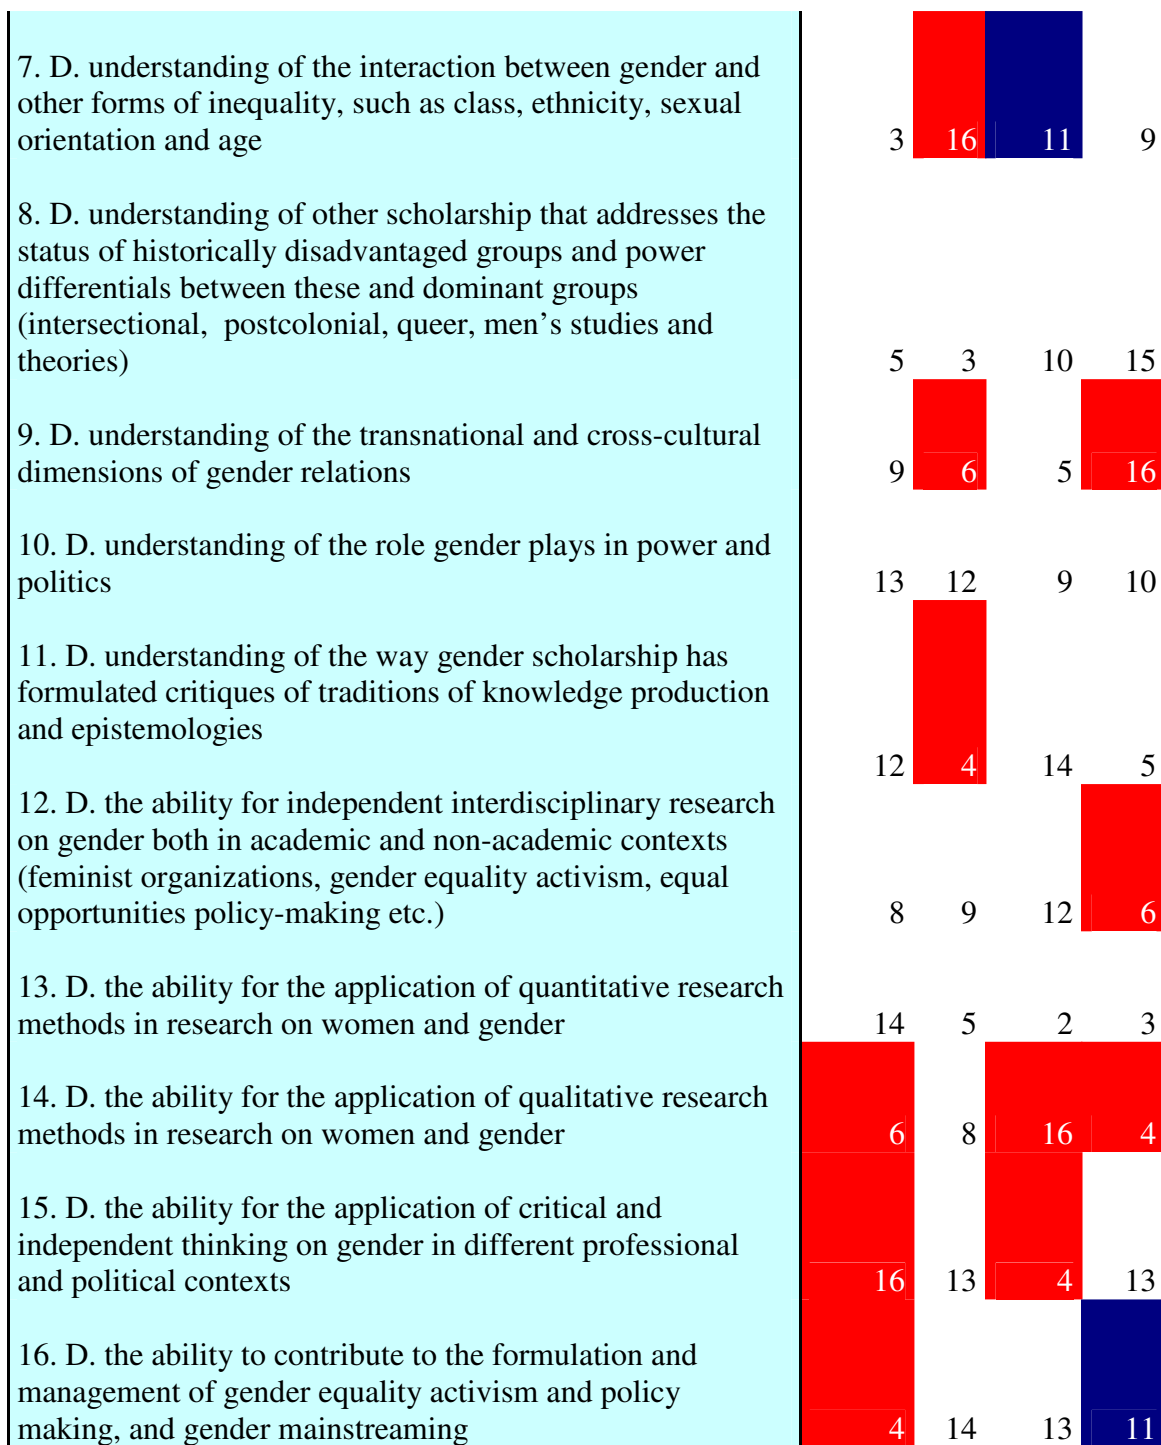 7. D. understanding of the interaction between gender and
other forms of inequality, such as class, ethnicity, sexual
orientation and age 3 16 11 9
8. D. understanding of other scholarship that addresses the
status of historically disadvantaged groups and power
differentials between these and dominant groups
(intersectional,  postcolonial, queer, men’s studies and
theories) 5 3 10 15
9. D. understanding of the transnational and cross-cultural
dimensions of gender relations 9 6 5 16
10. D. understanding of the role gender plays in power and
politics 13 12 9 10
11. D. understanding of the way gender scholarship has
formulated critiques of traditions of knowledge production
and epistemologies
12 4 14 5
12. D. the ability for independent interdisciplinary research
on gender both in academic and non-academic contexts
(feminist organizations, gender equality activism, equal
opportunities policy-making etc.) 8 9 12 6
13. D. the ability for the application of quantitative research
methods in research on women and gender 14 5 2 3
14. D. the ability for the application of qualitative research
methods in research on women and gender 6 8 16 4
15. D. the ability for the application of critical and
independent thinking on gender in different professional
and political contexts 16 13 4 13
16. D. the ability to contribute to the formulation and
management of gender equality activism and policy
making, and gender mainstreaming 4 14 13 11